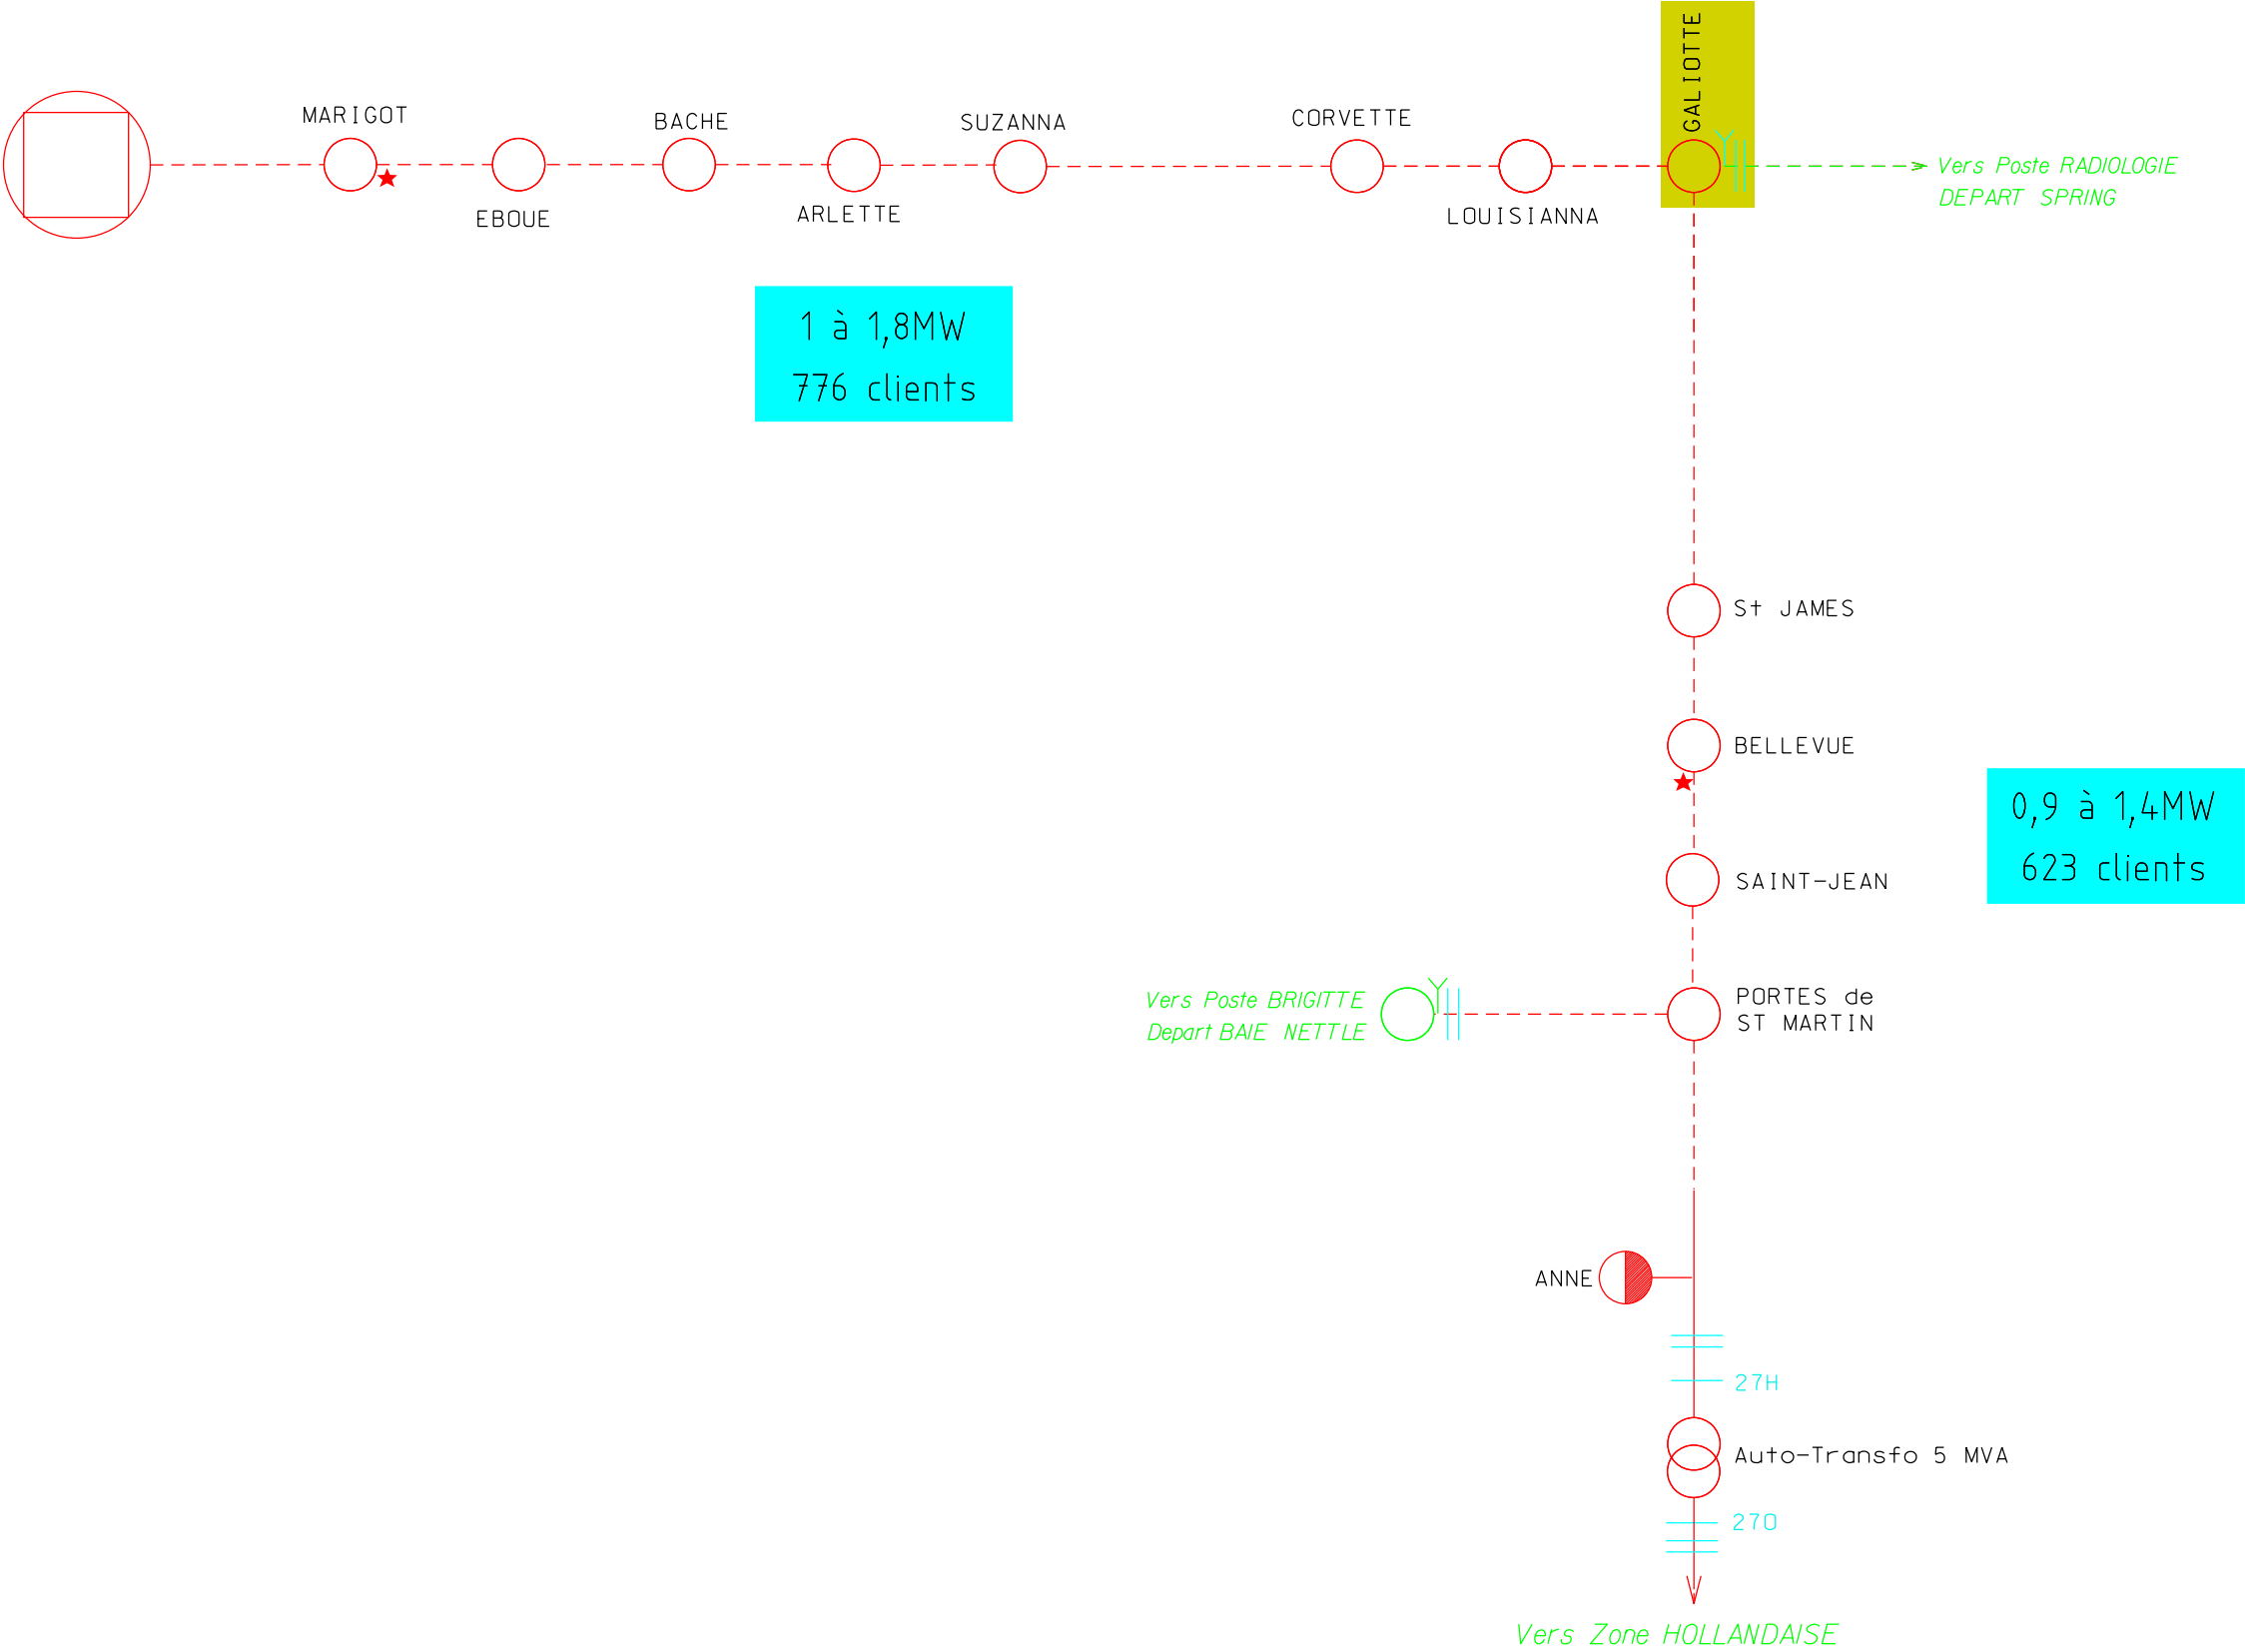 GALIOTTE
MARIGOT
BACHE
SUZANNA
CORVETTE
EBOUE
ARLETTE
LOUISIANNA
Vers Poste RADIOLOGIE
DEPART SPRING
1 à 1,8MW
776 clients
St JAMES
BELLEVUE
0,9 à 1,4MW
623 clients
SAINT-JEAN
Vers Poste BRIGITTE
Depart BAIE NETTLE
PORTES de
ST MARTIN
ANNE
27H
Auto-Transfo 5 MVA
270
Vers Zone HOLLANDAISE